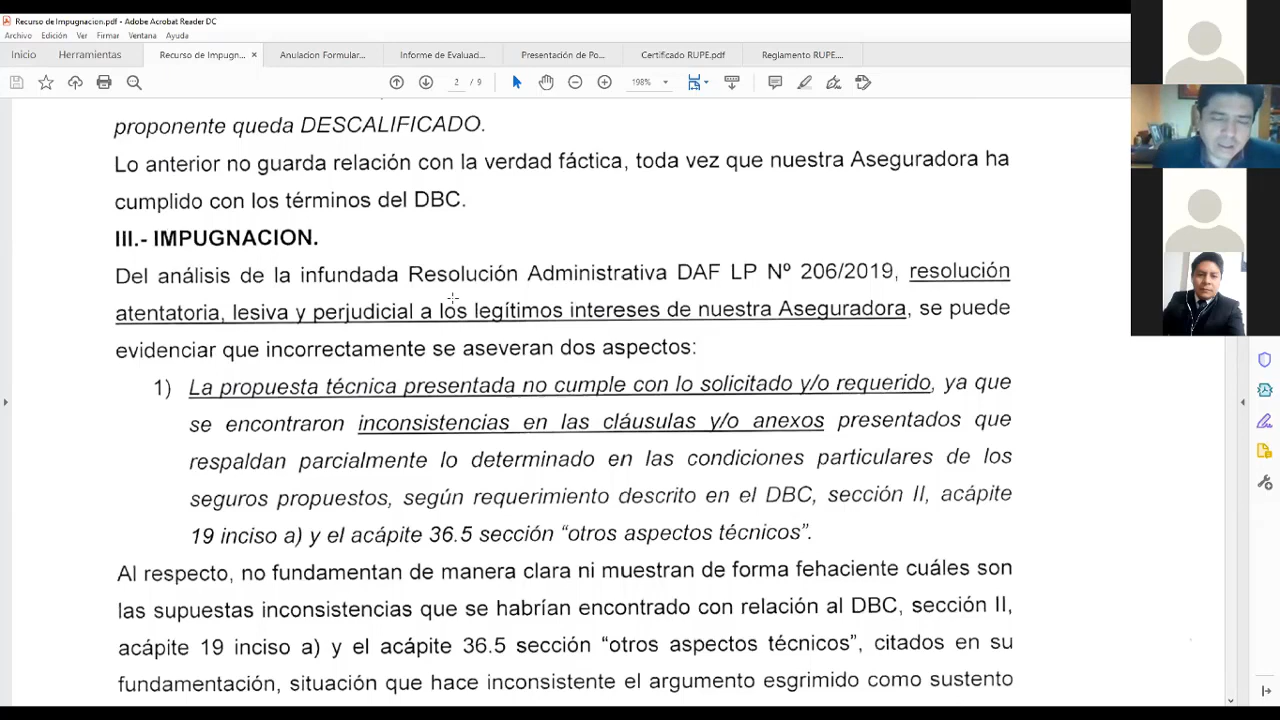 Recurso de Impugnacion.pdf - Adobe Acrobat Reader DC
Archivo Edición Ver Firmar Ventana Ayuda
Inicio Herramientas Recurso de Impugn... × Anulacion Formular... Informe de Evaluad... Presentación de Po... Certificado RUPE.pdf Reglamento RUPE....
2 / 9 198%
proponente queda DESCALIFICADO.
Lo anterior no guarda relación con la verdad fáctica, toda vez que nuestra Aseguradora ha
cumplido con los términos del DBC.
III.- IMPUGNACION.
Del análisis de la infundada Resolución Administrativa DAF LP Nº 206/2019, resolución
atentatoria, lesiva y perjudicial a los legítimos intereses de nuestra Aseguradora, se puede
evidenciar que incorrectamente se aseveran dos aspectos:
1) La propuesta técnica presentada no cumple con lo solicitado y/o requerido, ya que
se encontraron inconsistencias en las cláusulas y/o anexos presentados que
respaldan parcialmente lo determinado en las condiciones particulares de los
seguros propuestos, según requerimiento descrito en el DBC, sección II, acápite
19 inciso a) y el acápite 36.5 sección “otros aspectos técnicos”.
Al respecto, no fundamentan de manera clara ni muestran de forma fehaciente cuáles son
las supuestas inconsistencias que se habrían encontrado con relación al DBC, sección II,
acápite 19 inciso a) y el acápite 36.5 sección “otros aspectos técnicos”, citados en su
fundamentación, situación que hace inconsistente el argumento esgrimido como sustento